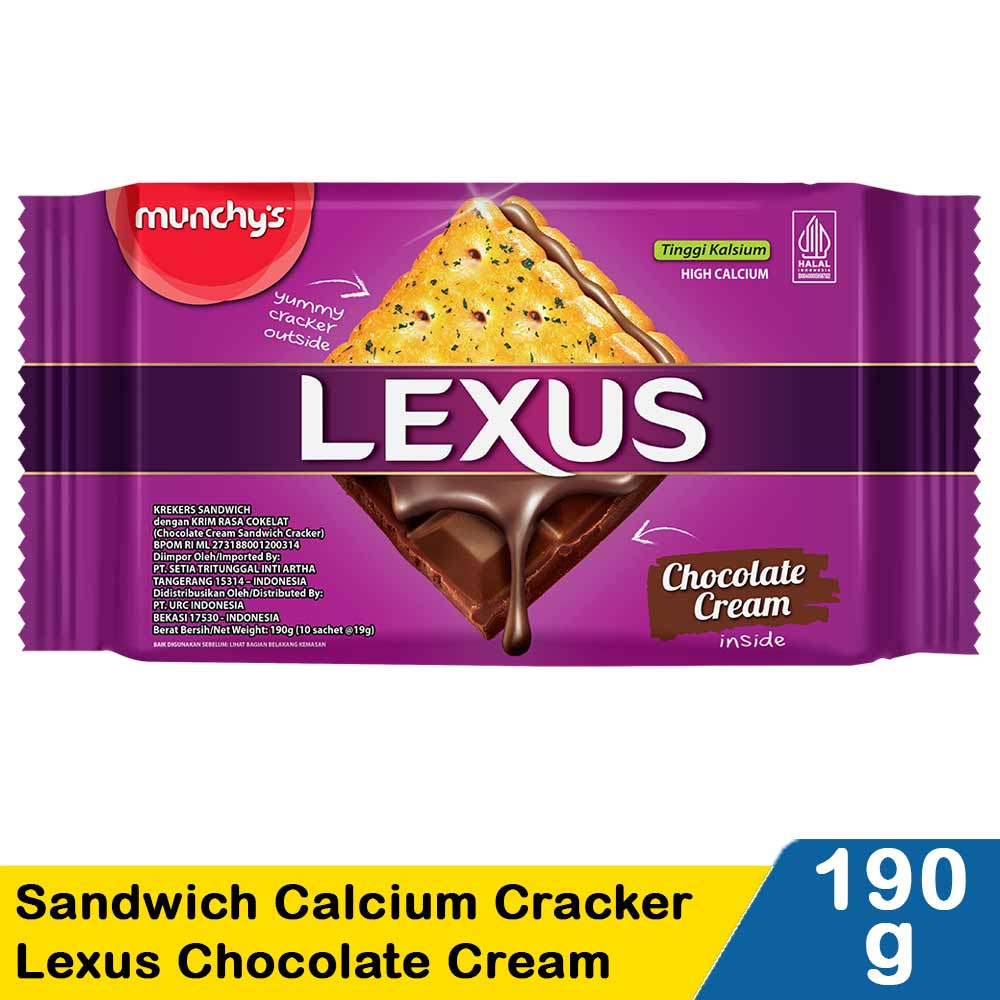 munchy's™
yummy
cracker
outside
Tinggi Kalsium
HIGH CALCIUM
HALAL
INDONESIA
LEXUS
KREKERS SANDWICH
dengan KRIM RASA COKELAT
(Chocolate Cream Sandwich Cracker)
BPOM RI ML 273188001200314
Diimpor Oleh/Imported By:
PT. SETIA TRITUNGGAL INTI ARTHA
TANGERANG 15314 – INDONESIA
Didistribusikan Oleh/Distributed By:
PT. URC INDONESIA
BEKASI 17530 - INDONESIA
Berat Bersih/Net Weight: 190g (10 sachet @19g)
BAIK DIGUNAKAN SEBELUM: LIHAT BAGIAN BELAKANG KEMASAN
Chocolate
Cream
inside
Sandwich Calcium Cracker
Lexus Chocolate Cream
190
g